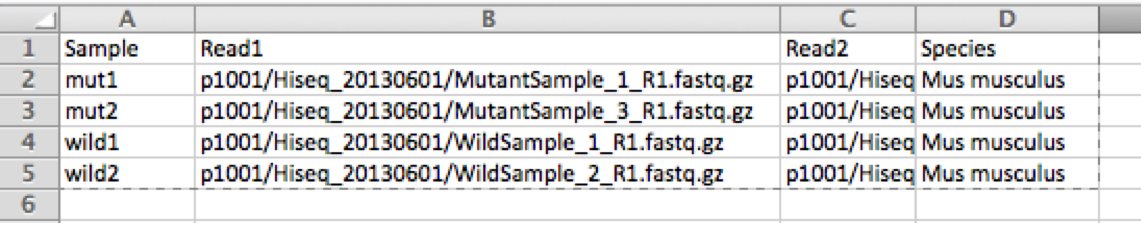 A B C D
1 Sample Read1 Read2 Species
2 mut1 p1001/Hiseq_20130601/MutantSample_1_R1.fastq.gz p1001/Hiseq Mus musculus
3 mut2 p1001/Hiseq_20130601/MutantSample_3_R1.fastq.gz p1001/Hiseq Mus musculus
4 wild1 p1001/Hiseq_20130601/WildSample_1_R1.fastq.gz p1001/Hiseq Mus musculus
5 wild2 p1001/Hiseq_20130601/WildSample_2_R1.fastq.gz p1001/Hiseq Mus musculus
6